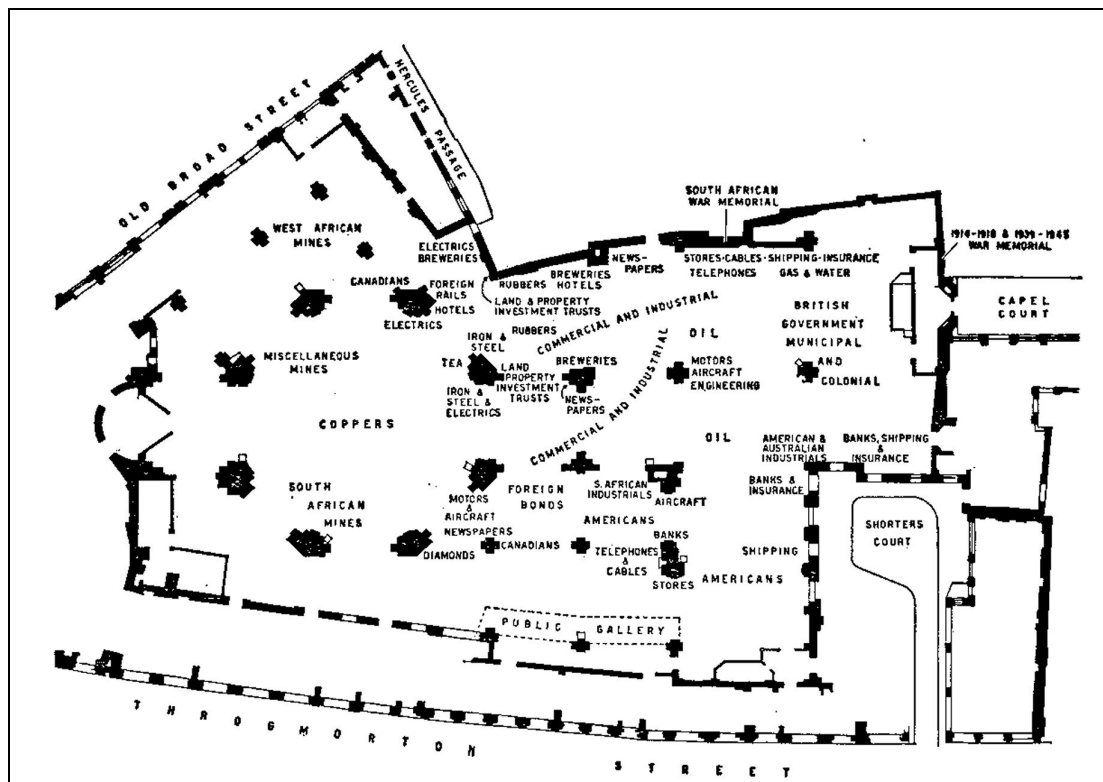 OLD BROAD STREET
HERCULES PASSAGE
SOUTH AFRICAN
WAR MEMORIAL
1914-1918 & 1939-1945
WAR MEMORIAL
WEST AFRICAN
MINES
ELECTRICS
BREWERIES
NEWS-
PAPERS
STORES·CABLES·SHIPPING·INSURANCE
TELEPHONES
GAS & WATER
BREWERIES
HOTELS
RUBBERS
CANADIANS
FOREIGN
RAILS
HOTELS
ELECTRICS
LAND & PROPERTY
INVESTMENT TRUSTS
RUBBERS
COMMERCIAL AND INDUSTRIAL
OIL
BRITISH
GOVERNMENT
MUNICIPAL
AND
COLONIAL
CAPEL
COURT
IRON &
STEEL
TEA
MISCELLANEOUS
MINES
LAND
PROPERTY
INVESTMENT
TRUSTS
BREWERIES
NEWS-
PAPERS
MOTORS
AIRCRAFT
ENGINEERING
IRON &
STEEL &
ELECTRICS
COMMERCIAL AND INDUSTRIAL
COPPERS
OIL
AMERICAN &
AUSTRALIAN
INDUSTRIALS
BANKS, SHIPPING
&
INSURANCE
BANKS &
INSURANCE
SOUTH
AFRICAN
MINES
MOTORS
&
AIRCRAFT
NEWSPAPERS
FOREIGN
BONDS
S. AFRICAN
INDUSTRIALS
AIRCRAFT
AMERICANS
SHORTERS
COURT
DIAMONDS
CANADIANS
BANKS
TELEPHONES
&
CABLES
STORES
SHIPPING
AMERICANS
PUBLIC GALLERY
THROGMORTON STREET